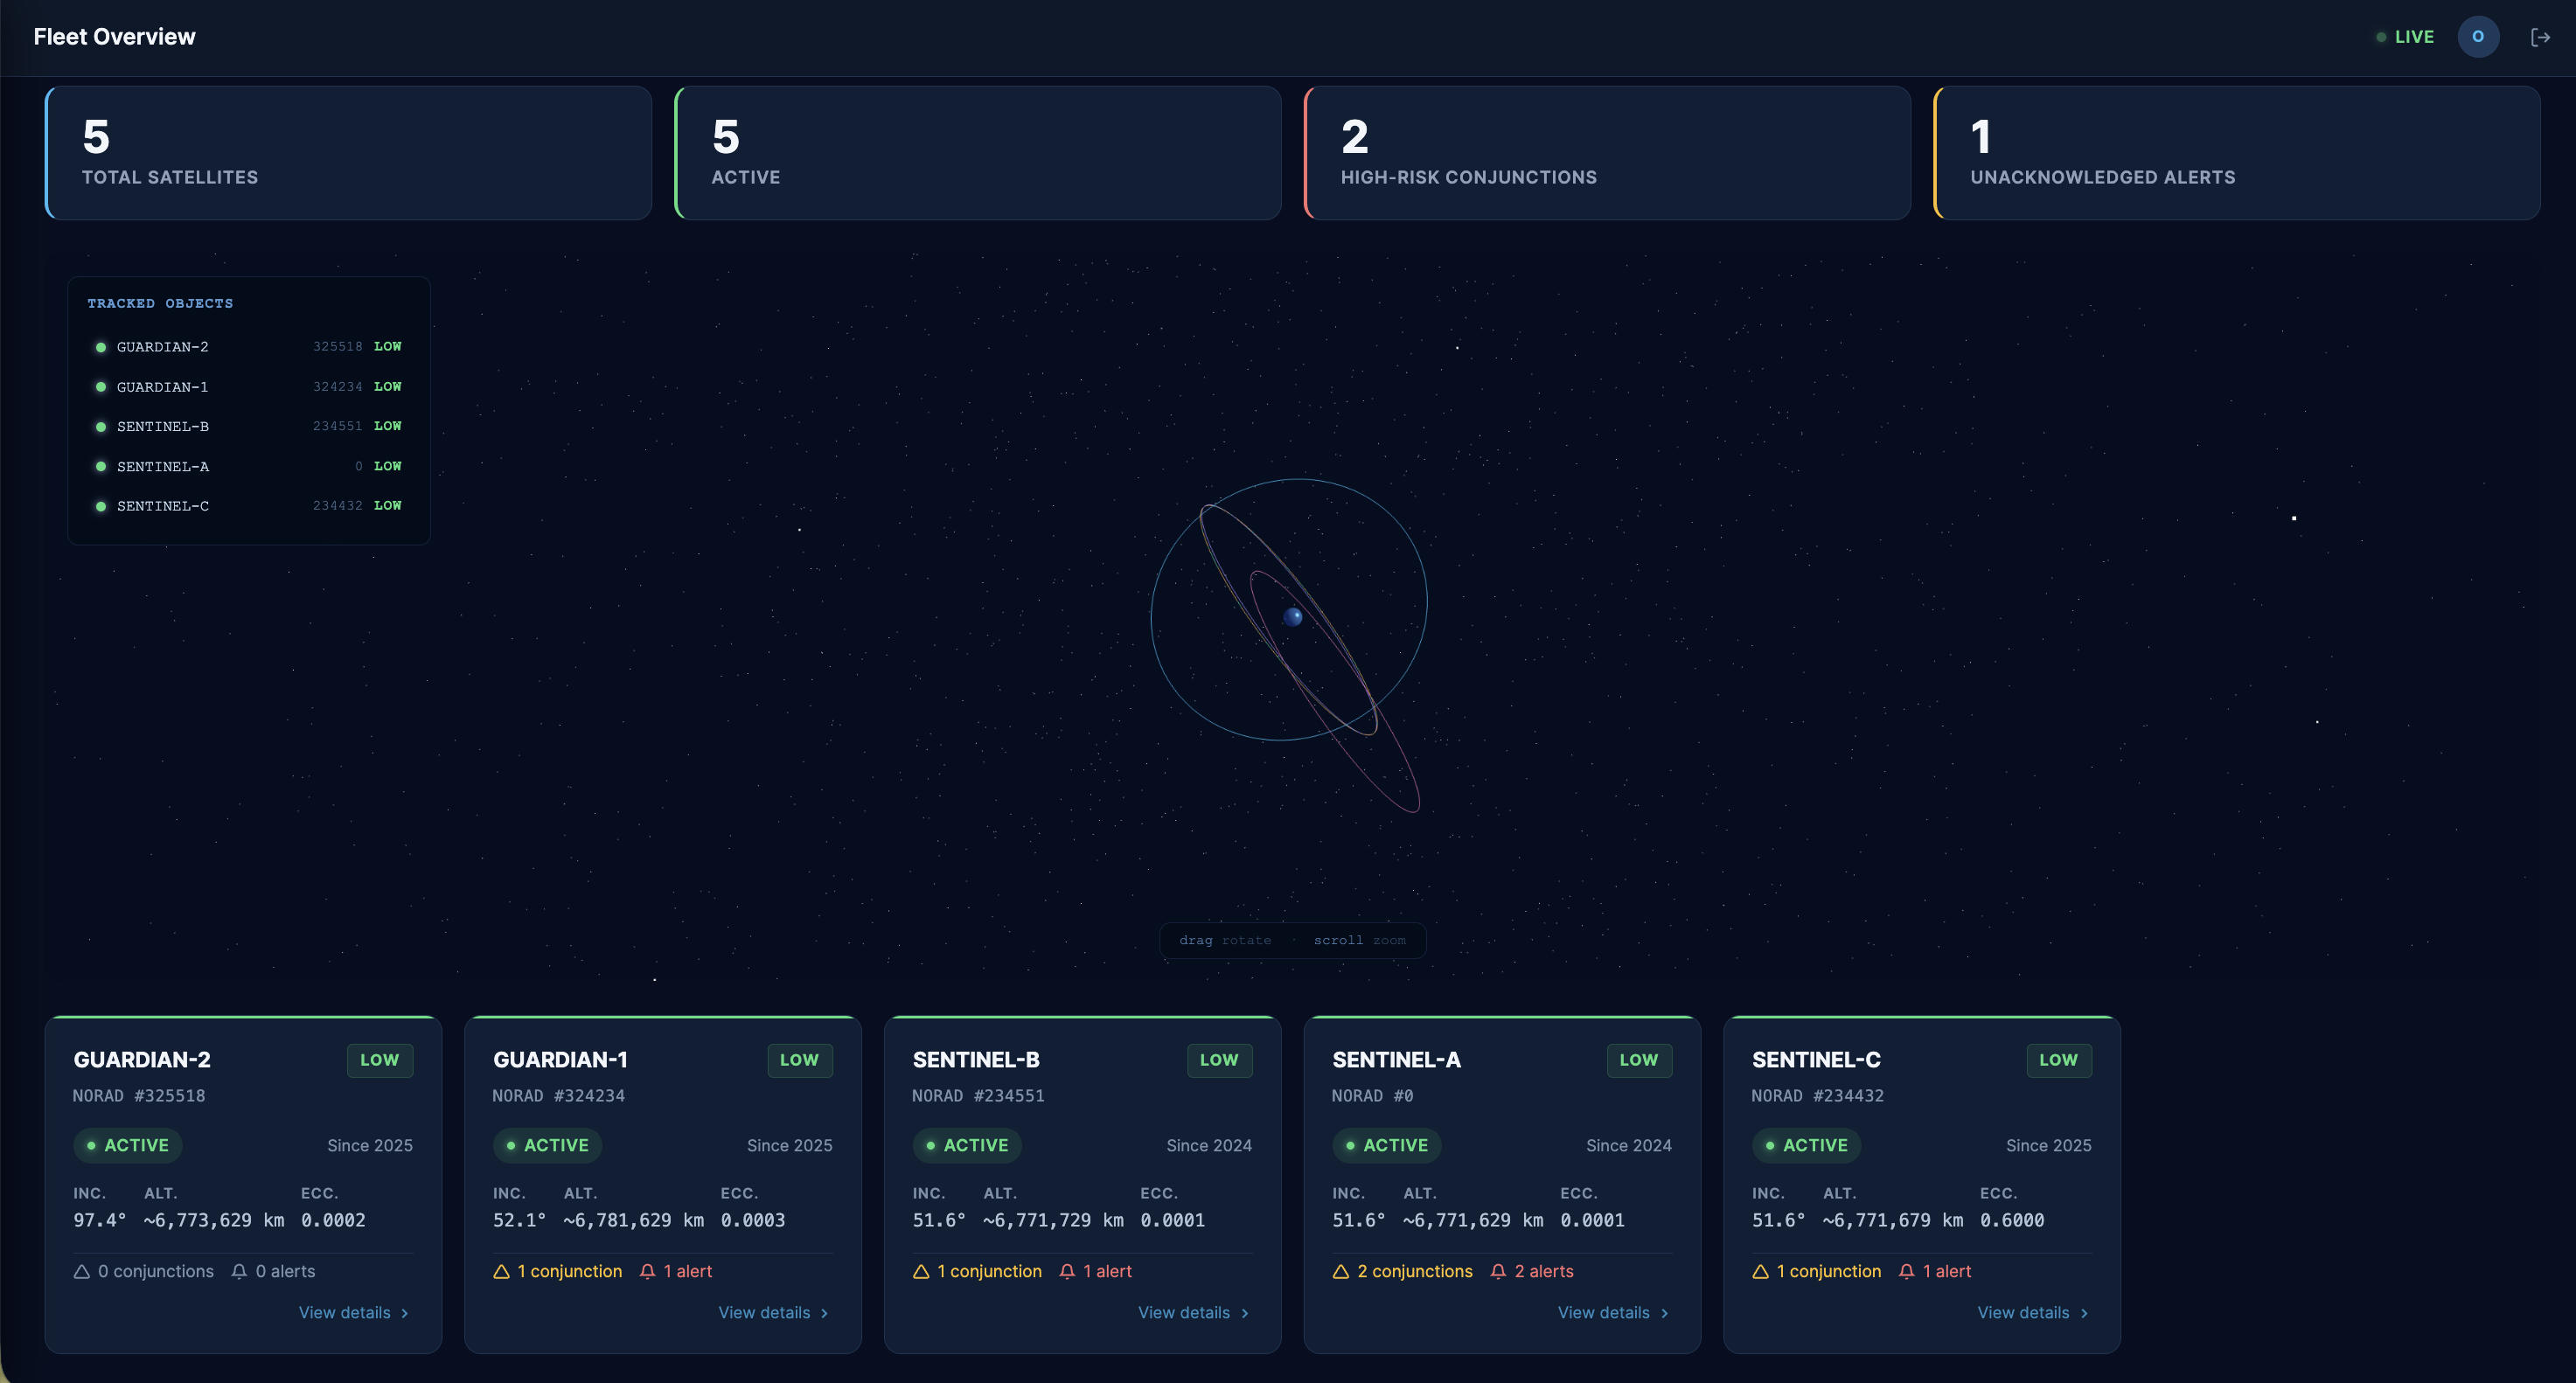 Fleet Overview
LIVE
O
5
TOTAL SATELLITES
5
ACTIVE
2
HIGH-RISK CONJUNCTIONS
1
UNACKNOWLEDGED ALERTS
TRACKED OBJECTS
GUARDIAN-2 325518 LOW
GUARDIAN-1 324234 LOW
SENTINEL-B 234551 LOW
SENTINEL-A 0 LOW
SENTINEL-C 234432 LOW
drag rotate · scroll zoom
GUARDIAN-2 LOW
NORAD #325518
ACTIVE Since 2025
INC. ALT. ECC.
97.4° ~6,773,629 km 0.0002
0 conjunctions 0 alerts
View details
GUARDIAN-1 LOW
NORAD #324234
ACTIVE Since 2025
INC. ALT. ECC.
52.1° ~6,781,629 km 0.0003
1 conjunction 1 alert
View details
SENTINEL-B LOW
NORAD #234551
ACTIVE Since 2024
INC. ALT. ECC.
51.6° ~6,771,729 km 0.0001
1 conjunction 1 alert
View details
SENTINEL-A LOW
NORAD #0
ACTIVE Since 2024
INC. ALT. ECC.
51.6° ~6,771,629 km 0.0001
2 conjunctions 2 alerts
View details
SENTINEL-C LOW
NORAD #234432
ACTIVE Since 2025
INC. ALT. ECC.
51.6° ~6,771,679 km 0.6000
1 conjunction 1 alert
View details